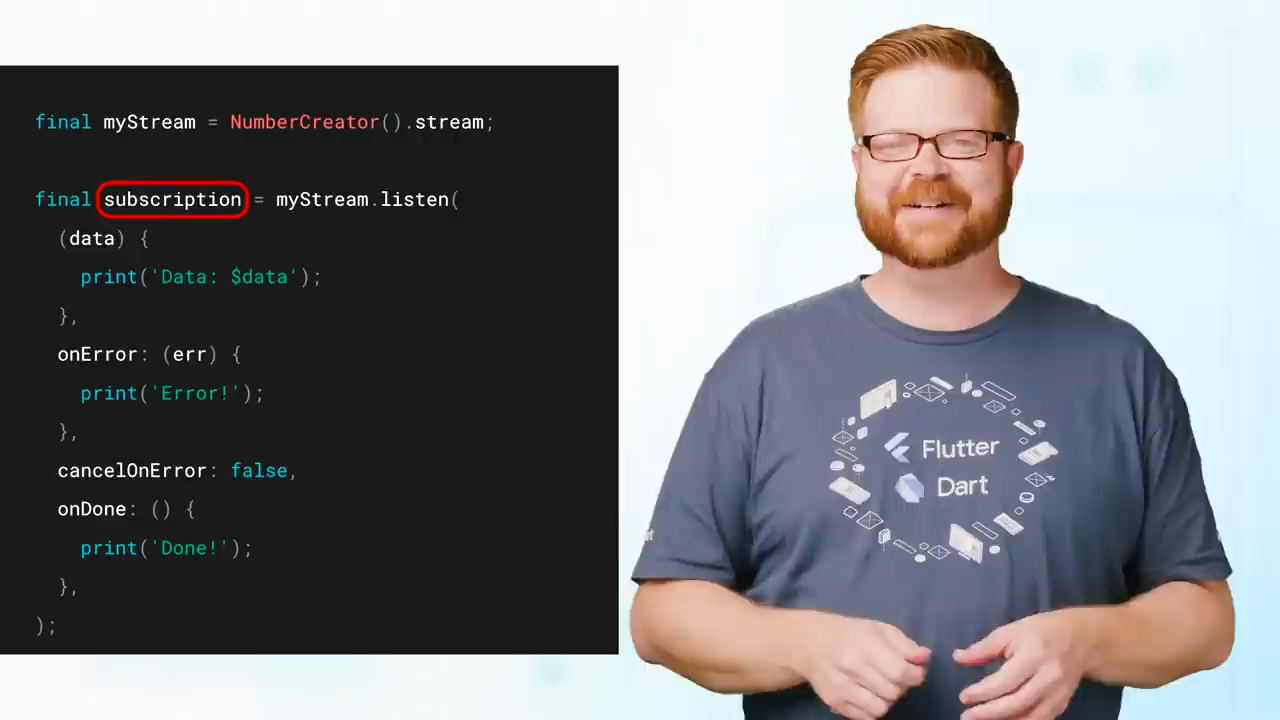 final myStream = NumberCreator().stream;
final subscription = myStream.listen(
(data) {
print('Data: $data');
},
onError: (err) {
print('Error!');
},
cancelOnError: false,
onDone: () {
print('Done!');
},
);
Flutter
Dart